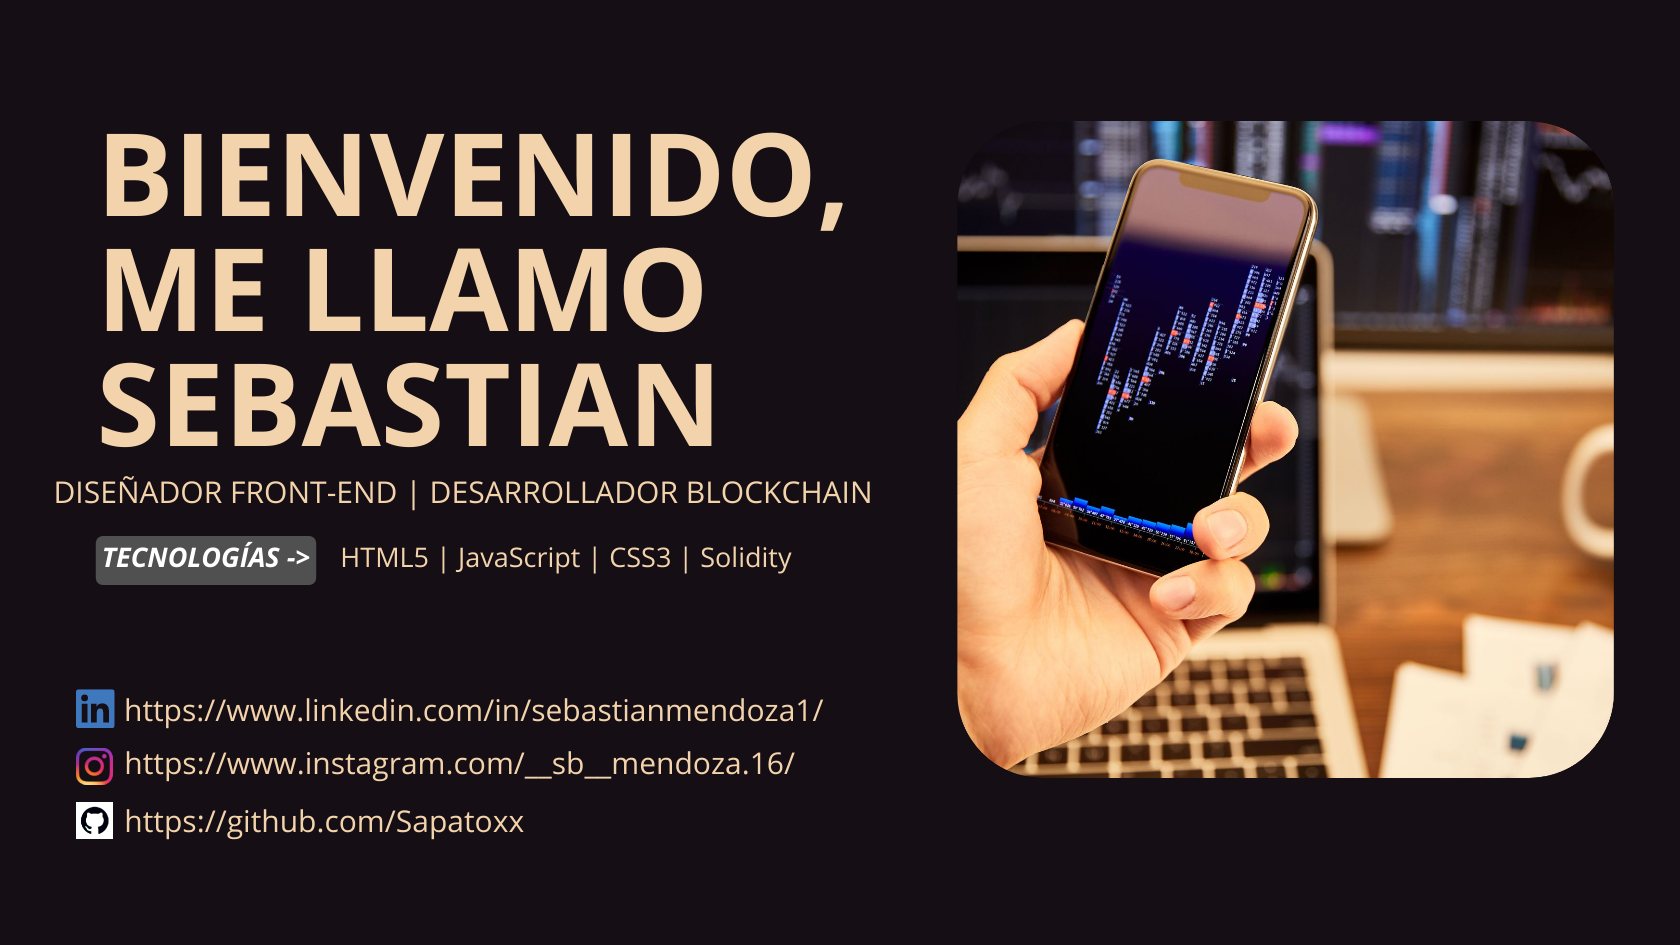 BIENVENIDO,
ME LLAMO
SEBASTIAN
DISEÑADOR FRONT-END | DESARROLLADOR BLOCKCHAIN
TECNOLOGÍAS -> HTML5 | JavaScript | CSS3 | Solidity
https://www.linkedin.com/in/sebastianmendoza1/
https://www.instagram.com/__sb__mendoza.16/
https://github.com/Sapatoxx